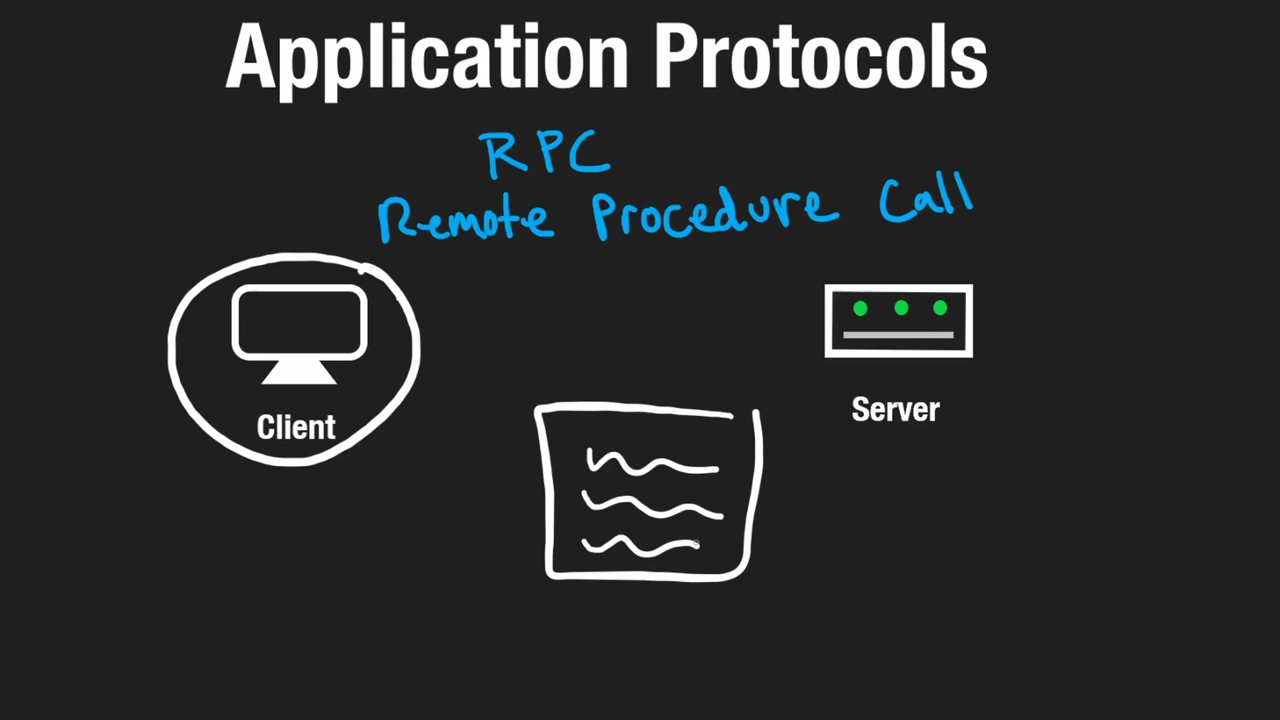 Application Protocols
RPC
Remote Procedure Call
Client
Server